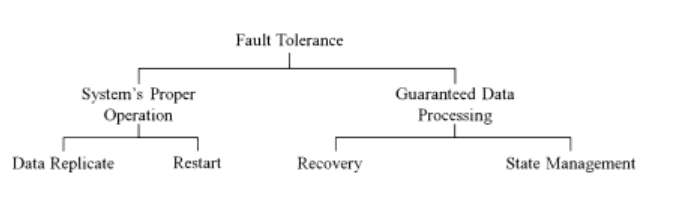 Fault Tolerance
System's Proper
Operation
Guaranteed Data
Processing
Data Replicate
Restart
Recovery
State Management